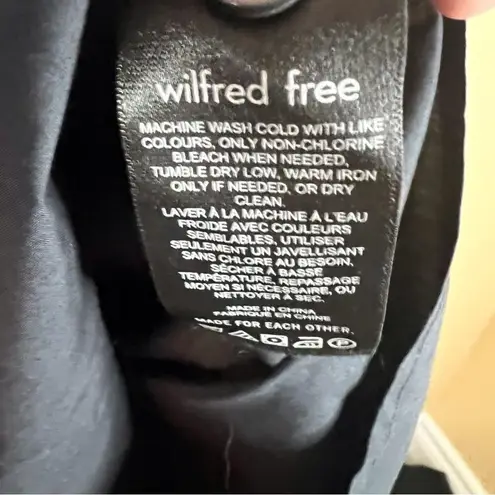 wilfred free
MACHINE WASH COLD WITH LIKE
COLOURS, ONLY NON-CHLORINE
BLEACH WHEN NEEDED,
TUMBLE DRY LOW, WARM IRON
ONLY IF NEEDED, OR DRY
CLEAN.
LAVER À LA MACHINE À L'EAU
FROIDE AVEC COULEURS
SEMBLABLES, UTILISER
SEULEMENT UN JAVELLISANT
SANS CHLORE AU BESOIN,
SÉCHER À BASSE
TEMPÉRATURE, REPASSAGE
MOYEN SI NÉCESSAIRE, OU
NETTOYER À SEC.
MADE IN CHINA
FABRIQUÉ EN CHINE
MADE FOR EACH OTHER.
P